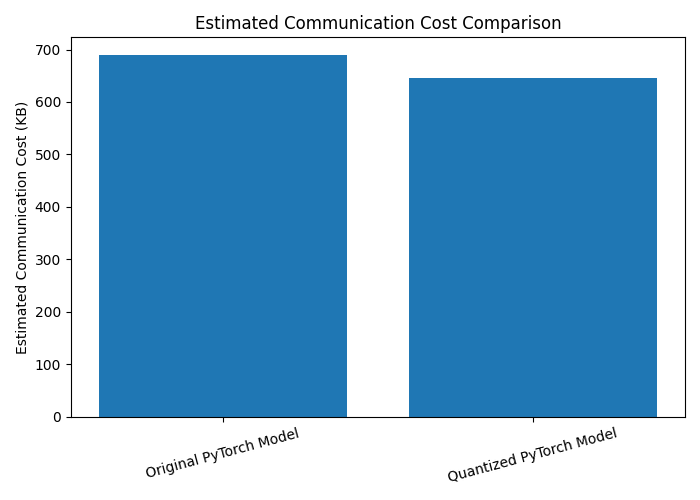 Estimated Communication Cost Comparison
Estimated Communication Cost (KB)
700
600
500
400
300
200
100
0
Original PyTorch Model
Quantized PyTorch Model